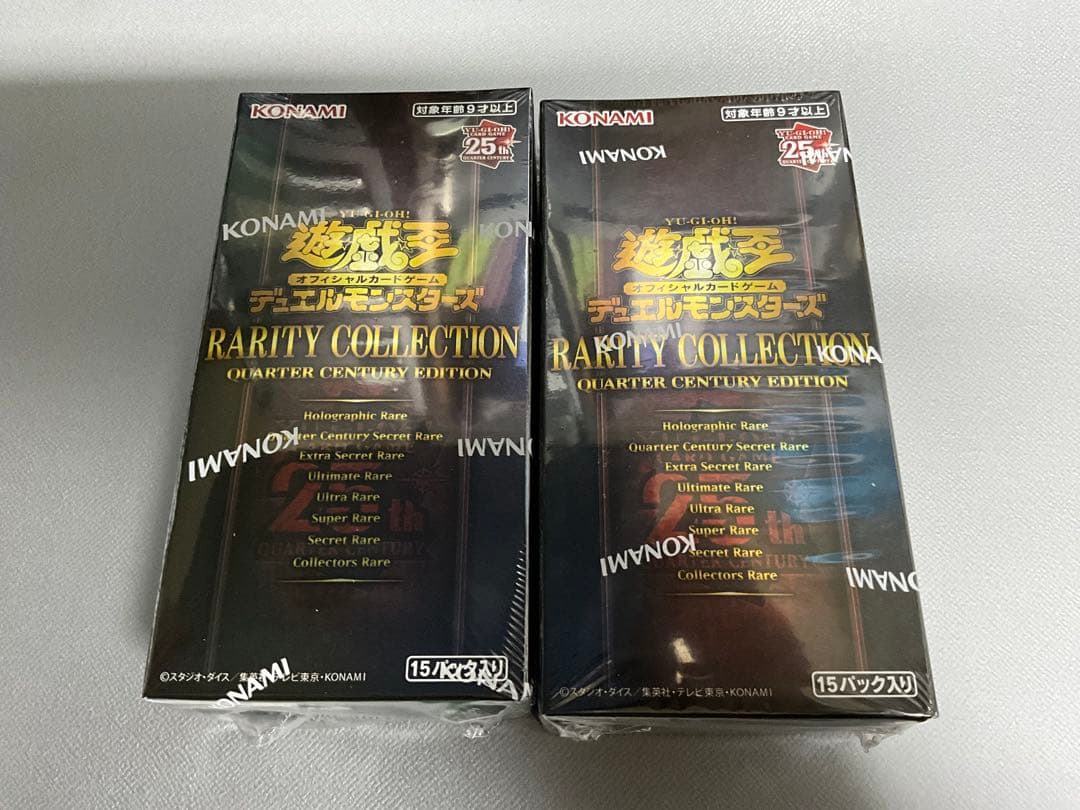 KONAMI
対象年齢9才以上
YU-GI-OH!
CARD GAME
25th
QUARTER CENTURY
KONAMI
YU-GI-OH!
遊戯王
オフィシャルカードゲーム
デュエルモンスターズ
RARITY COLLECTION
QUARTER CENTURY EDITION
Holographic Rare
Quarter Century Secret Rare
Extra Secret Rare
Ultimate Rare
Ultra Rare
Super Rare
Secret Rare
Collectors Rare
KONAMI
KONAMI
25th
QUARTER CENTURY
©スタジオ・ダイス／集英社・テレビ東京・KONAMI
15パック入り
KONAMI
KONAMI
KONAMI
対象年齢9才以上
YU-GI-OH!
CARD GAME
25
QUARTER CENTURY
KONAMI
YU-GI-OH!
遊戯王
オフィシャルカードゲーム
デュエルモンスターズ
KONAMI
RARITY COLLECTION
KONA
QUARTER CENTURY EDITION
Holographic Rare
Quarter Century Secret Rare
Extra Secret Rare
Ultimate Rare
Ultra Rare
Super Rare
Secret Rare
Collectors Rare
KONAMI
KONAMI
25th
QUARTER CENTURY
©スタジオ・ダイス／集英社・テレビ東京・KONAMI
15パック入り